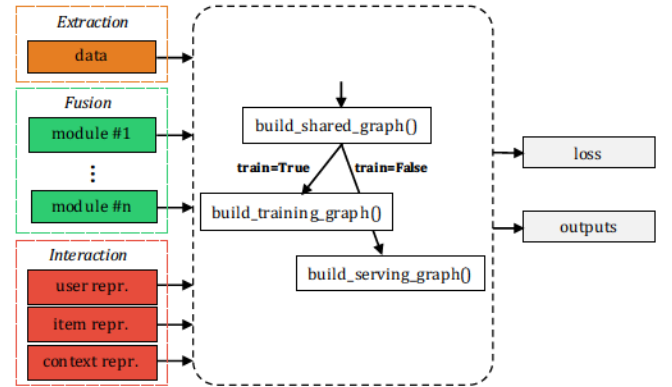 Extraction
data
Fusion
module #1
⋮
module #n
Interaction
user repr.
item repr.
context repr.
build_shared_graph()
train=True
train=False
build_training_graph()
build_serving_graph()
loss
outputs